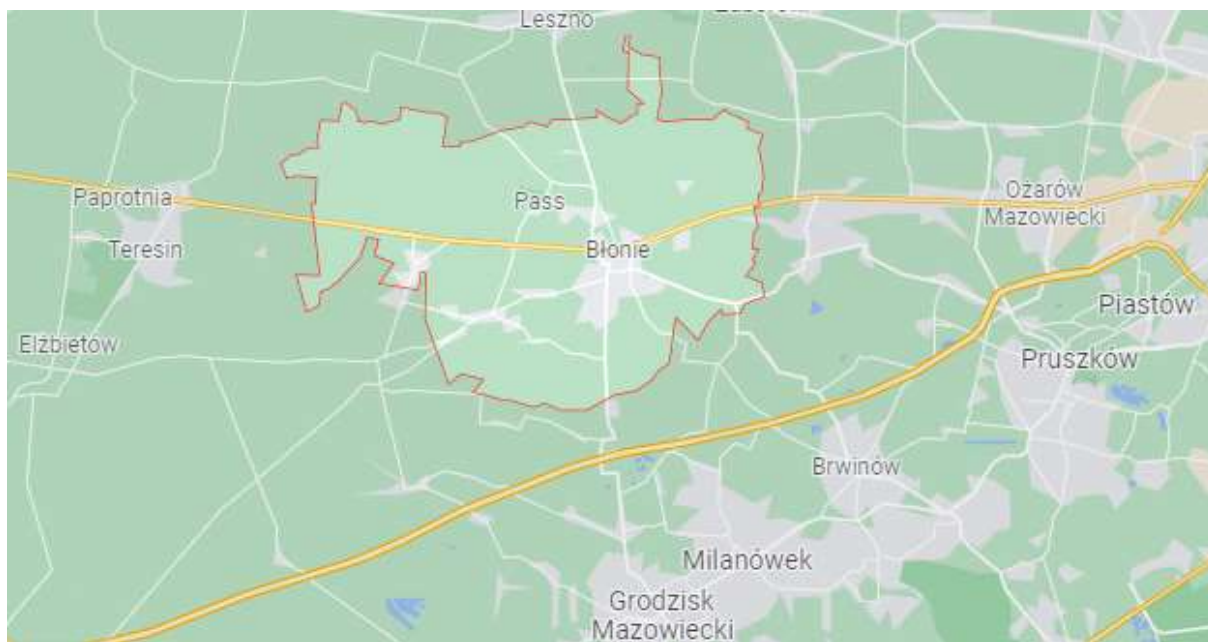 Leszno
Paprotnia
Pass
Ożarów
Mazowiecki
Teresin
Błonie
Piastów
Elżbietów
Pruszków
Brwinów
Milanówek
Grodzisk
Mazowiecki